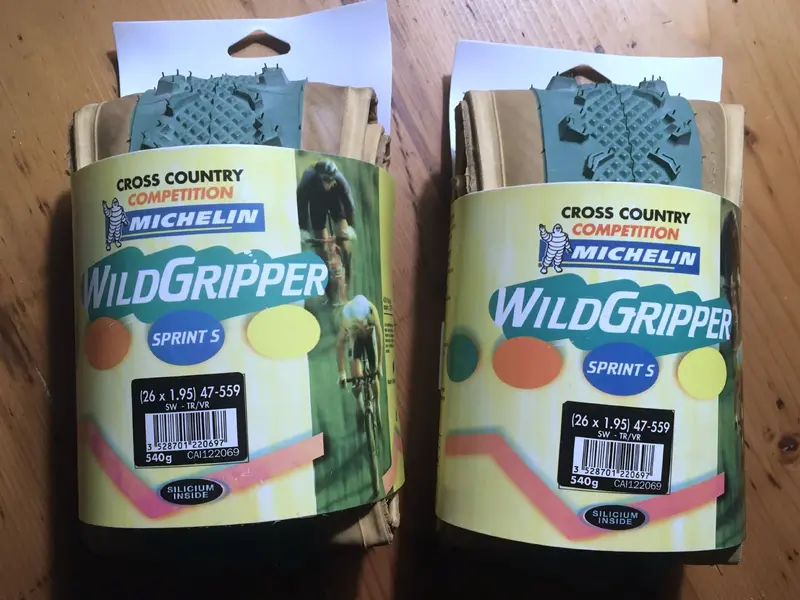 CROSS COUNTRY
COMPETITION
MICHELIN
WILDGRIPPER
SPRINT S
(26 x 1.95) 47-559
SW - TR/VR
3 528701 220697
540g CAI122069
SILICIUM
INSIDE
CROSS COUNTRY
COMPETITION
MICHELIN
WILDGRIPPER
SPRINT S
(26 x 1.95) 47-559
SW - TR/VR
3 528701 220697
540g CAI122069
SILICIUM
INSIDE